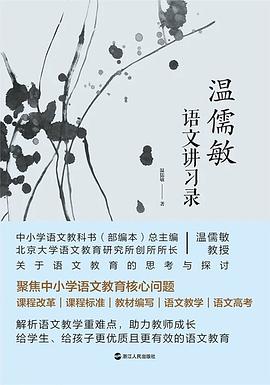 温儒敏
语文讲习录
温儒敏 著
中小学语文教科书（部编本）总主编
北京大学语文教育研究所创所所长
温儒敏
教授
关于语文教育的思考与探讨
聚焦中小学语文教育核心问题
课程改革｜课程标准｜教材编写｜语文教学｜语文高考
解析语文教学重难点，助力教师成长
给学生、给孩子更优质且更有效的语文教育
浙江人民出版社